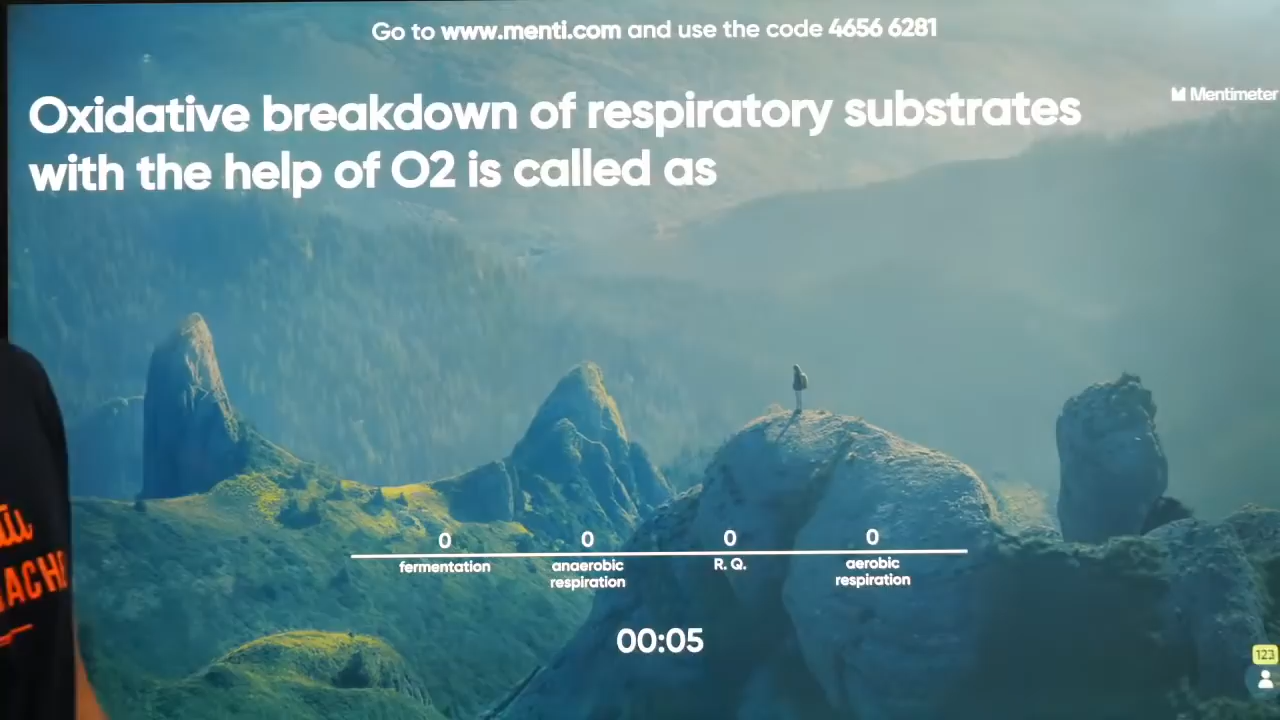 Go to www.menti.com and use the code 4656 6281
Mentimeter
Oxidative breakdown of respiratory substrates
with the help of O2 is called as
0
0
0
0
fermentation
anaerobic
respiration
R. Q.
aerobic
respiration
00:05
123